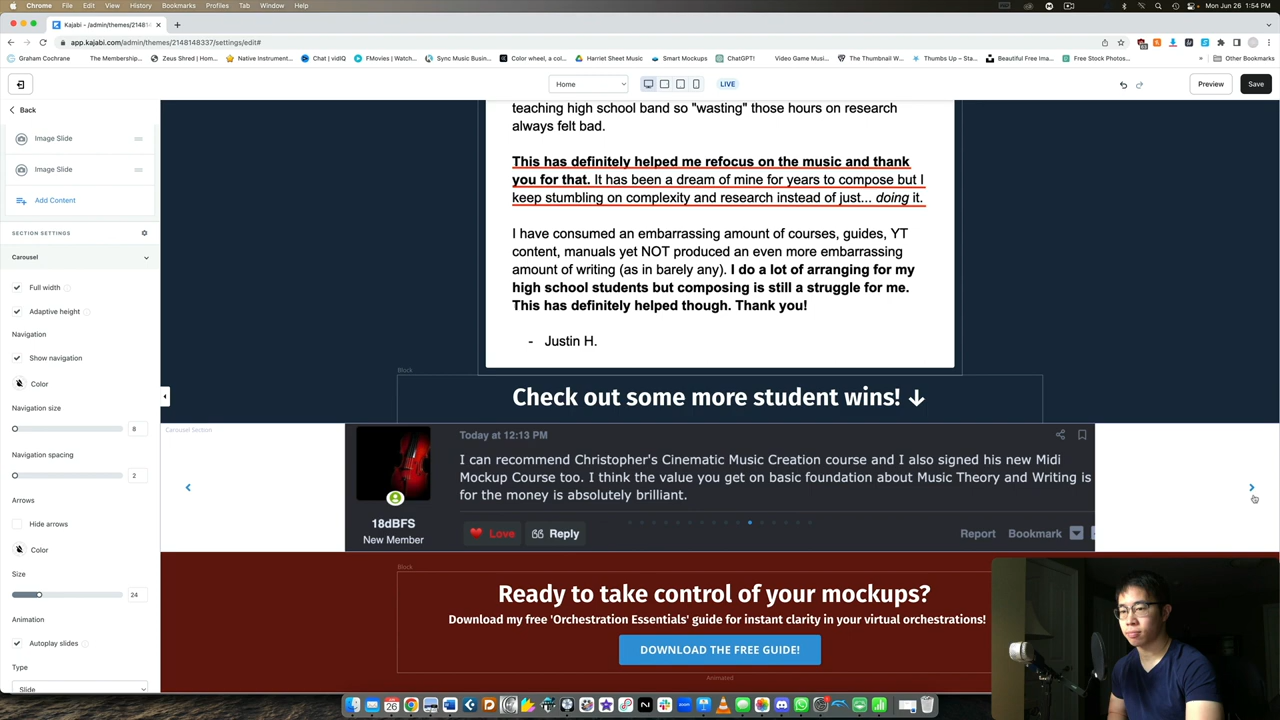 Chrome File Edit View History Bookmarks Profiles Tab Window Help
Mon Jun 26 1:54 PM
Kajabi - /admin/themes/21481
app.kajabi.com/admin/themes/2148148337/settings/edit#
Graham Cochrane The Membership... Zeus Shred | Mod... Native Instrument... Chat | vidIQ FMovies | Watch... Sync Music Busin... Color wheel, a col... Harriet Sheet Music Smart Mockups ChatGPT! Video Game Musi... The Thumbnail W... Thumbs Up – Sta... Beautiful Free Ima... Free Stock Photos... » Other Bookmarks
Home
LIVE
Preview
Save
Back
Image Slide
Image Slide
Add Content
SECTION SETTINGS
Carousel
Full width
Adaptive height
Navigation
Show navigation
Color
Navigation size
8
Navigation spacing
2
Arrows
Hide arrows
Color
Size
24
Animation
Autoplay slides
Type
Slide
teaching high school band so "wasting" those hours on research
always felt bad.
This has definitely helped me refocus on the music and thank
you for that. It has been a dream of mine for years to compose but I
keep stumbling on complexity and research instead of just... doing it.
I have consumed an embarrassing amount of courses, guides, YT
content, manuals yet NOT produced an even more embarrassing
amount of writing (as in barely any). I do a lot of arranging for my
high school students but composing is still a struggle for me.
This has definitely helped though. Thank you!
- Justin H.
Block
Check out some more student wins! ↓
Carousel Section
Today at 12:13 PM
I can recommend Christopher's Cinematic Music Creation course and I also signed his new Midi
Mockup Course too. I think the value you get on basic foundation about Music Theory and Writing is
for the money is absolutely brilliant.
18dBFS
New Member
Love
Reply
Report
Bookmark
Block
Ready to take control of your mockups?
Download my free 'Orchestration Essentials' guide for instant clarity in your virtual orchestrations!
DOWNLOAD THE FREE GUIDE!
Animated